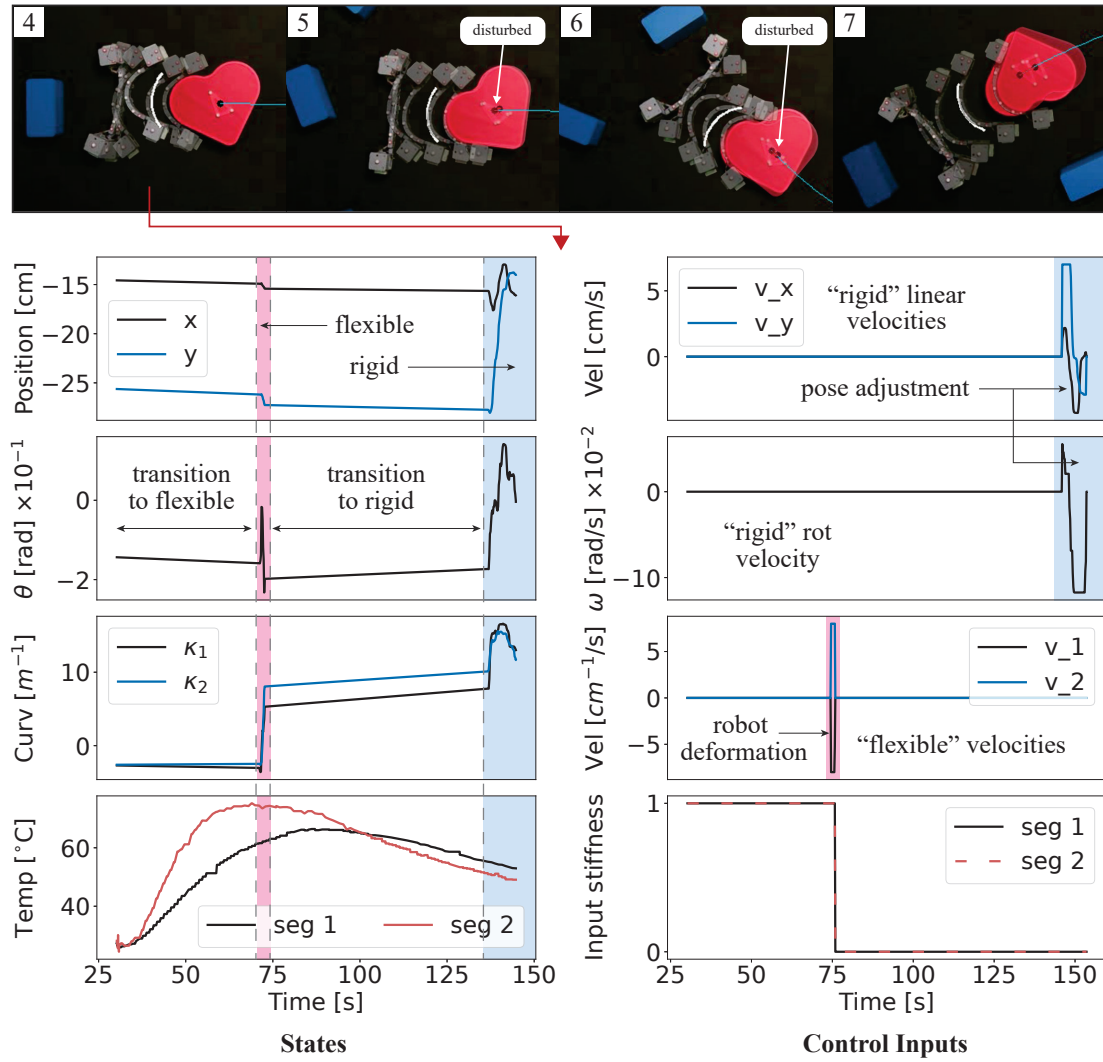 4
5
disturbed
6
disturbed
7
Position [cm]
−15
−20
−25
x
y
flexible
rigid
θ [rad] ×10⁻¹
0
−2
transition
to flexible
transition
to rigid
Curv [m⁻¹]
10
0
κ₁
κ₂
Temp [°C]
60
40
seg 1
seg 2
25
50
75
100
125
150
Time [s]
States
Vel [cm/s]
5
0
v_x
v_y
“rigid” linear
velocities
pose adjustment
ω [rad/s] ×10⁻²
0
−10
“rigid” rot
velocity
Vel [cm⁻¹/s]
5
0
−5
v_1
v_2
robot
deformation
“flexible” velocities
Input stiffness
1
0
seg 1
seg 2
25
50
75
100
125
150
Time [s]
Control Inputs